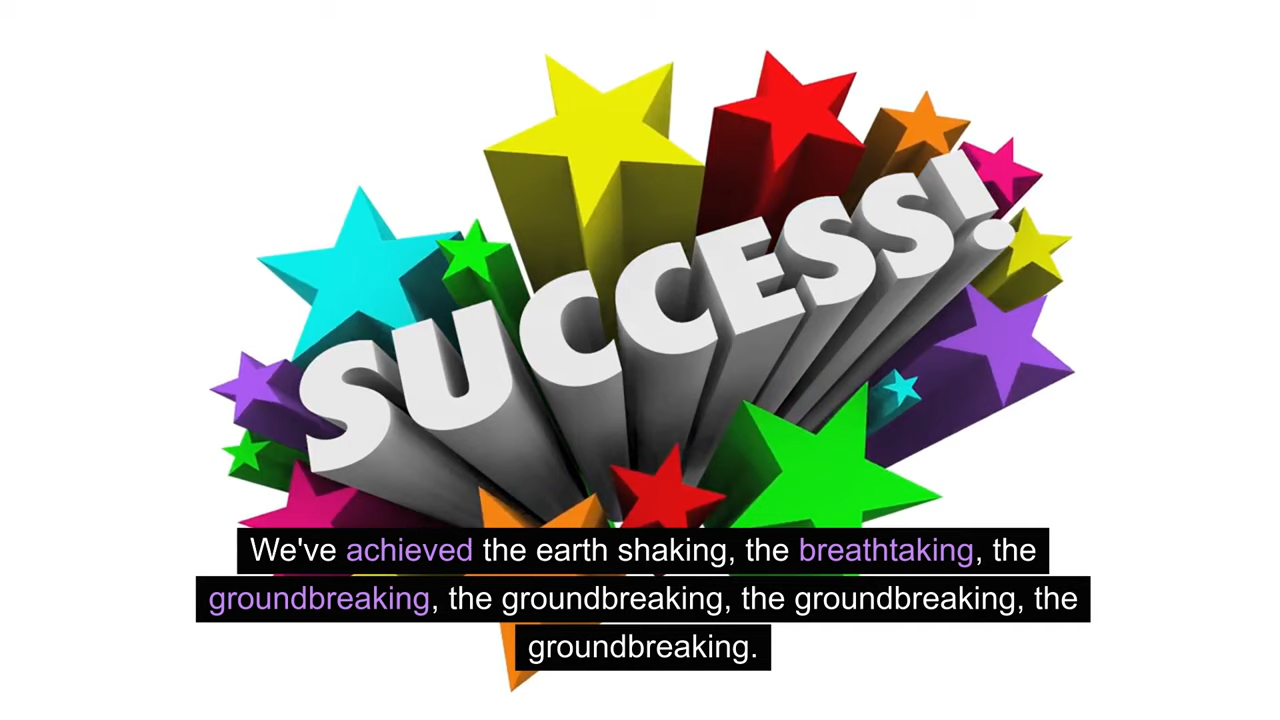 SUCCESS!
We've achieved the earth shaking, the breathtaking, the
groundbreaking, the groundbreaking, the groundbreaking, the
groundbreaking.